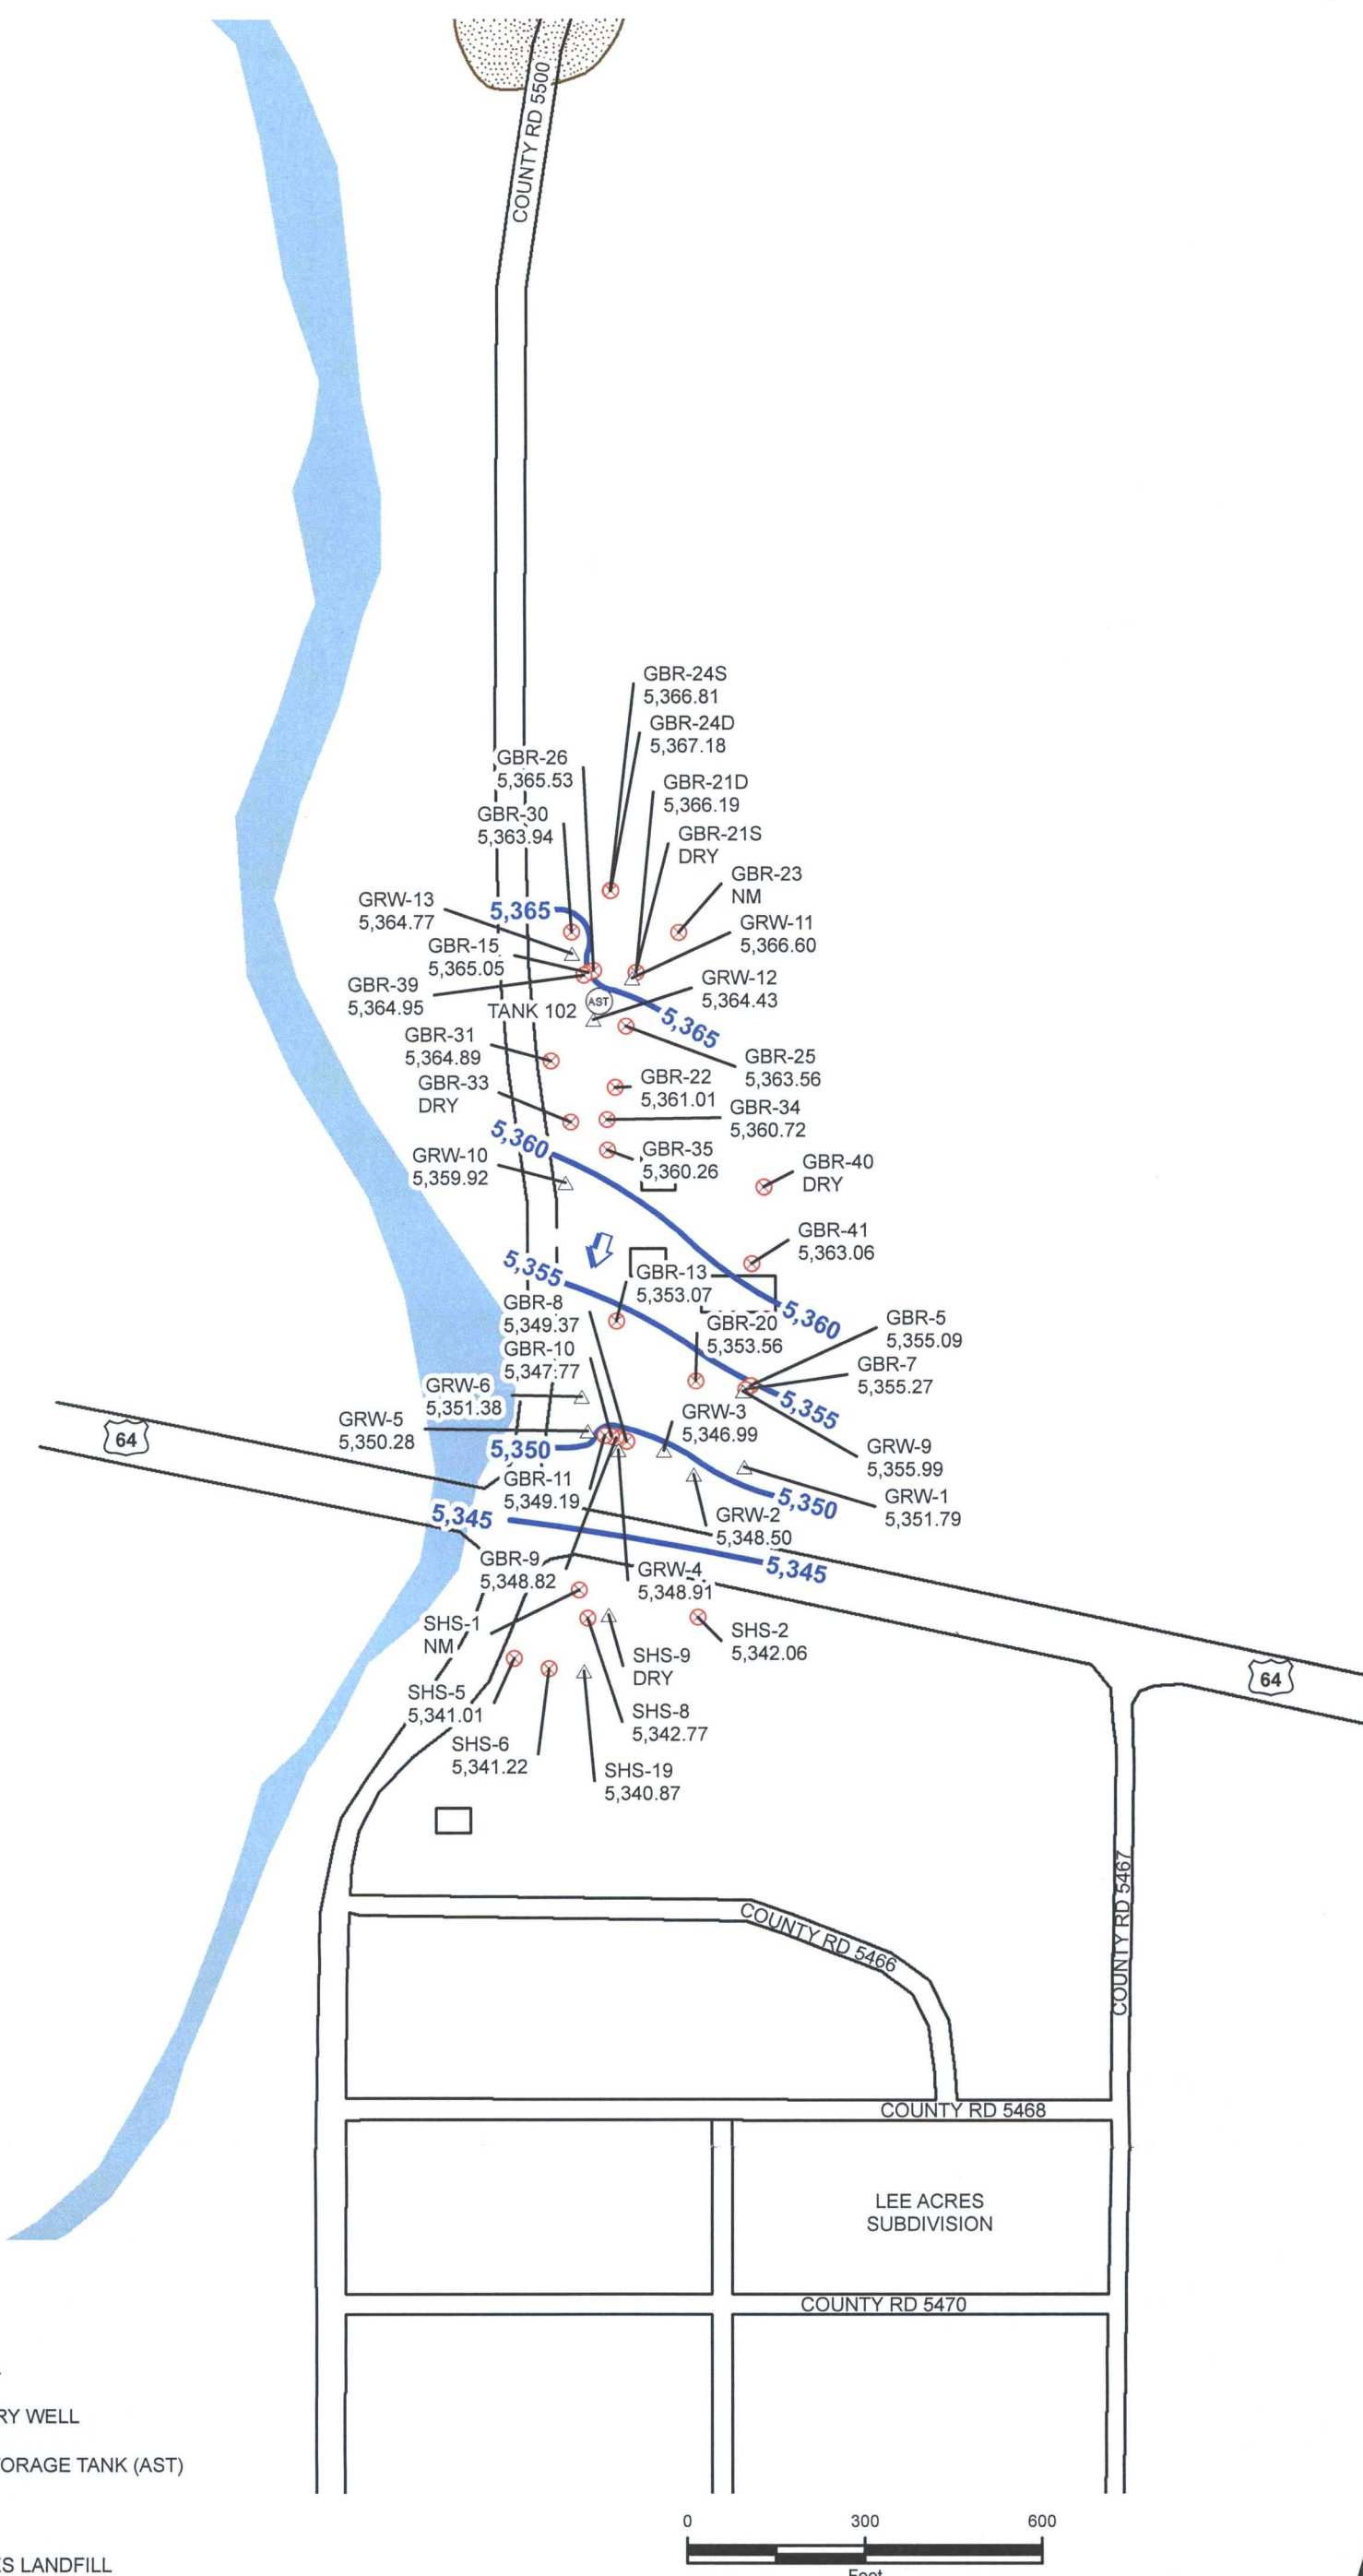 COUNTY RD 5500
GBR-24S
5,366.81
GBR-24D
5,367.18
GBR-26
5,365.53
GBR-21D
5,366.19
GBR-30
5,363.94
GBR-21S
DRY
GBR-23
NM
GRW-13
5,364.77
5,365
GRW-11
5,366.60
GBR-15
5,365.05
GRW-12
5,364.43
GBR-39
5,364.95
TANK 102
AST
5,365
GBR-31
5,364.89
GBR-25
5,363.56
GBR-33
DRY
GBR-22
5,361.01
GBR-34
5,360.72
5,360
GBR-35
5,360.26
GRW-10
5,359.92
GBR-40
DRY
GBR-41
5,363.06
5,355
GBR-13
5,353.07
GBR-8
5,349.37
5,360
GBR-20
5,353.56
GBR-5
5,355.09
GBR-10
5,347.77
GBR-7
5,355.27
GRW-6
5,351.38
5,355
GRW-3
5,346.99
GRW-5
5,350.28
64
5,350
GRW-9
5,355.99
GBR-11
5,349.19
5,350
GRW-1
5,351.79
GRW-2
5,348.50
5,345
GBR-9
5,348.82
GRW-4
5,348.91
5,345
SHS-1
NM
SHS-2
5,342.06
SHS-9
DRY
64
SHS-5
5,341.01
SHS-8
5,342.77
SHS-6
5,341.22
SHS-19
5,340.87
COUNTY RD 5466
COUNTY RD 5467
COUNTY RD 5468
LEE ACRES
SUBDIVISION
COUNTY RD 5470
RY WELL
ORAGE TANK (AST)
0 300 600
Feet
ES LANDFILL